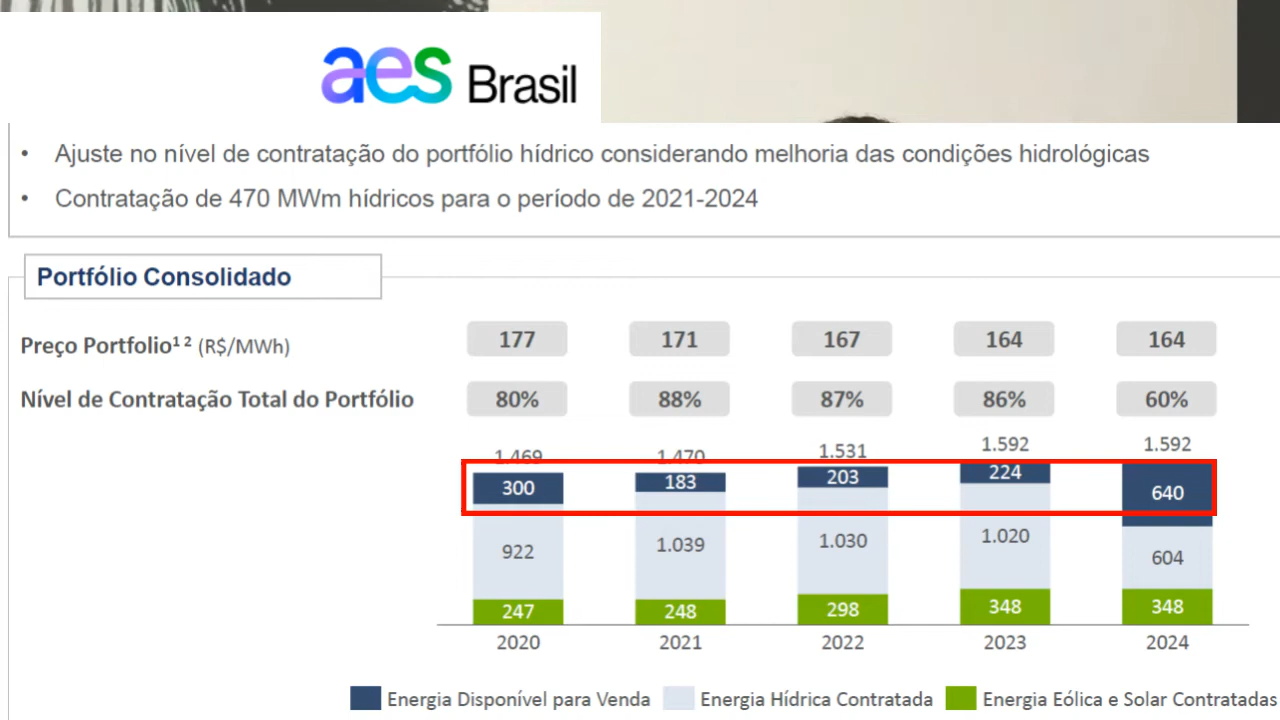 aes Brasil
• Ajuste no nível de contratação do portfólio hídrico considerando melhoria das condições hidrológicas
• Contratação de 470 MWm hídricos para o período de 2021-2024
Portfólio Consolidado
Preço Portfolio¹ ² (R$/MWh) 177 171 167 164 164
Nível de Contratação Total do Portfólio 80% 88% 87% 86% 60%
1.469 1.470 1.531 1.592 1.592
300 183 203 224 640
922 1.039 1.030 1.020 604
247 248 298 348 348
2020 2021 2022 2023 2024
Energia Disponível para Venda Energia Hídrica Contratada Energia Eólica e Solar Contratadas